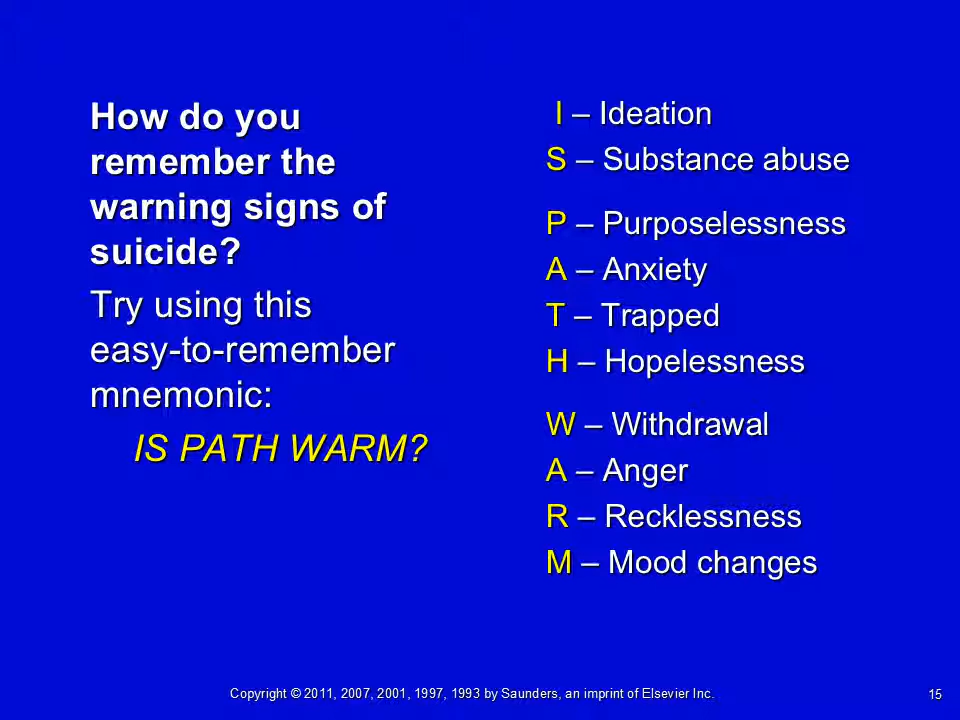 How do you
remember the
warning signs of
suicide?
Try using this
easy-to-remember
mnemonic:
IS PATH WARM?
I – Ideation
S – Substance abuse
P – Purposelessness
A – Anxiety
T – Trapped
H – Hopelessness
W – Withdrawal
A – Anger
R – Recklessness
M – Mood changes
Copyright © 2011, 2007, 2001, 1997, 1993 by Saunders, an imprint of Elsevier Inc.
15